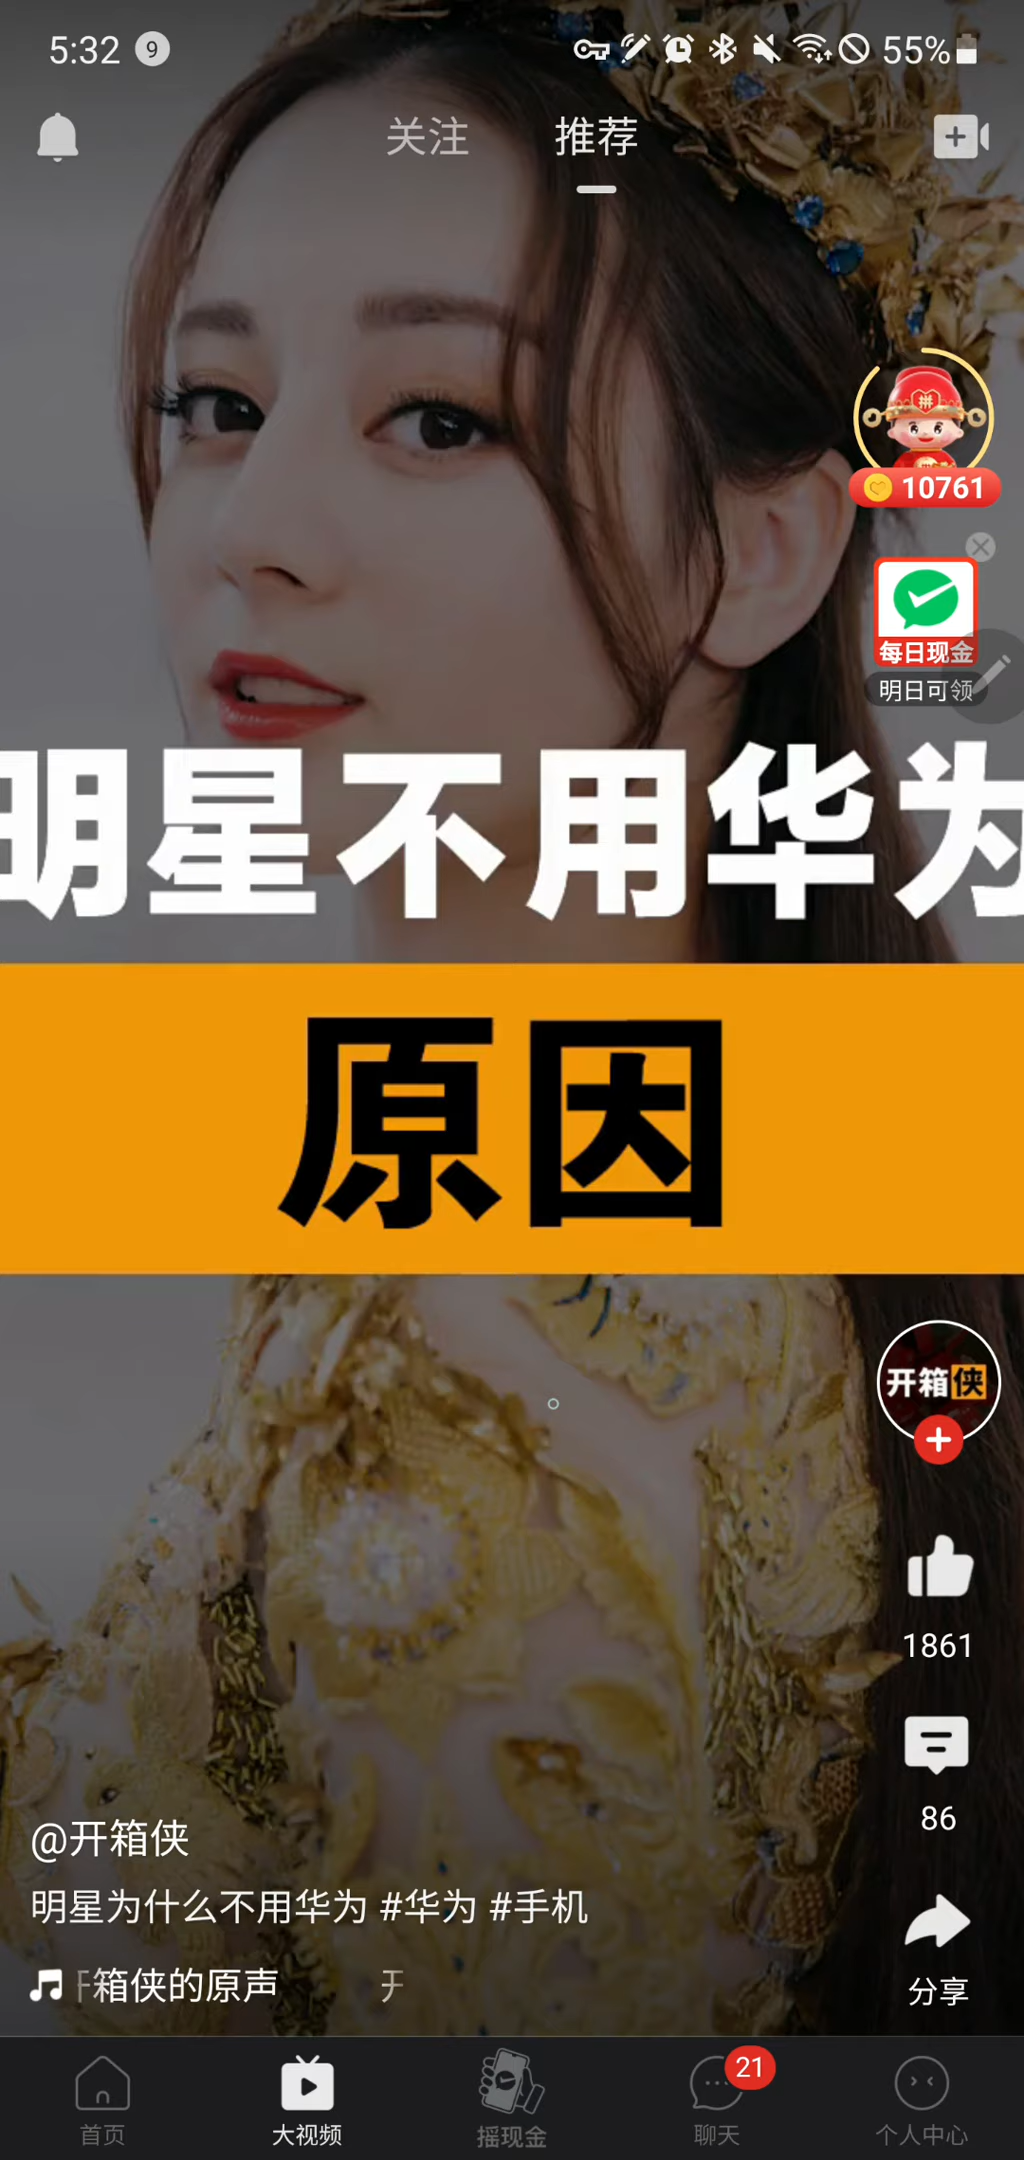 5:32 9 55%
关注 推荐
拼
10761
每日现金
明日可领
明星不用华为
原因
开箱侠
1861
86
@开箱侠
明星为什么不用华为 #华为 #手机
开箱侠的原声 开
分享
首页 大视频 摇现金 聊天 21 个人中心